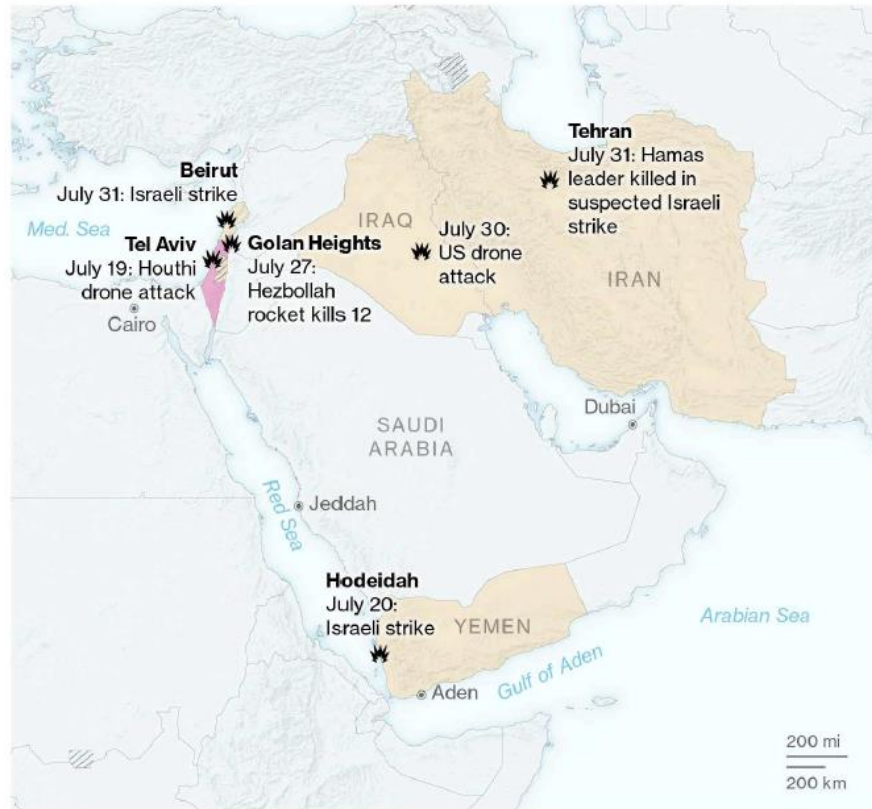 Tehran
July 31: Hamas
leader killed in
suspected Israeli
strike
Beirut
July 31: Israeli strike
IRAQ
July 30:
US drone
attack
Med. Sea
Tel Aviv
July 19: Houthi
drone attack
Golan Heights
July 27:
Hezbollah
rocket kills 12
IRAN
Cairo
Dubai
SAUDI
ARABIA
Red Sea
Jeddah
Hodeidah
July 20:
Israeli strike
YEMEN
Arabian Sea
Gulf of Aden
Aden
200 mi
200 km